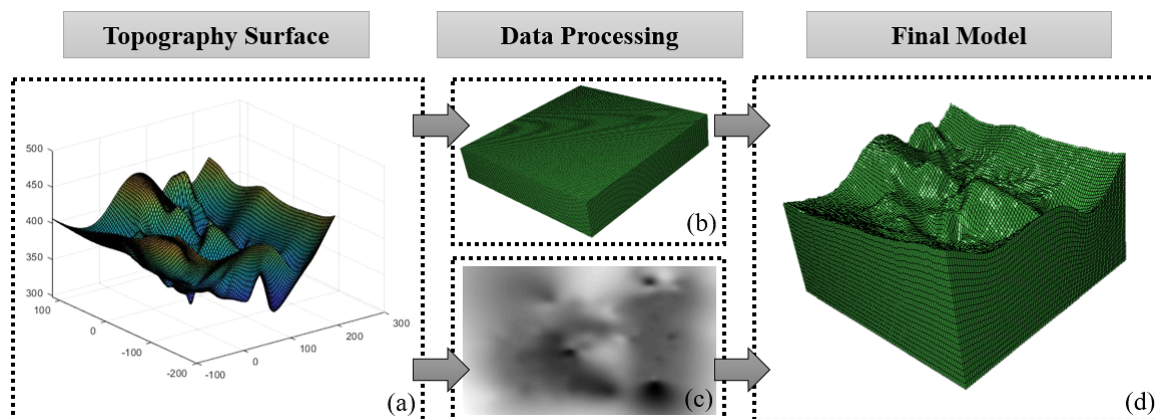 Topography Surface
Data Processing
Final Model
500
450
400
350
300
100
0
-100
-200
-100
0
100
200
300
(a)
(b)
(c)
(d)